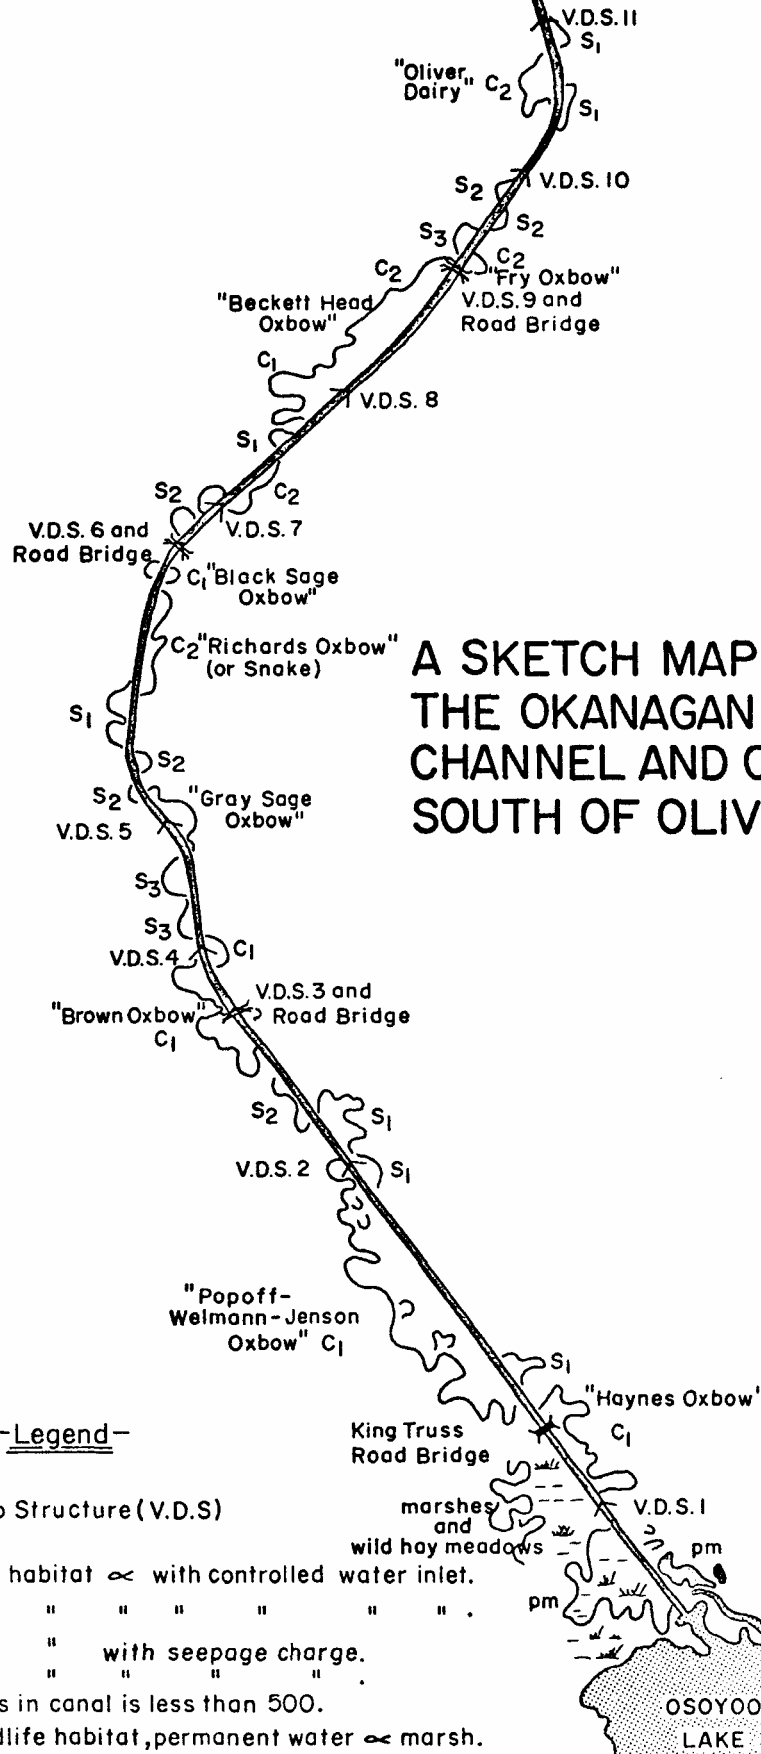 V.D.S. 11
S1
"Oliver
Dairy" C2
S1
S2
V.D.S. 10
S2
S3
C2
C2
"Fry Oxbow"
V.D.S. 9 and
Road Bridge
"Beckett Head
Oxbow"
C1
V.D.S. 8
S1
S2
C2
V.D.S. 7
V.D.S. 6 and
Road Bridge
C1 "Black Sage
Oxbow"
C2 "Richards Oxbow"
(or Snake)
A SKETCH MAP
THE OKANAGAN
CHANNEL AND
SOUTH OF OLIV
S1
S2
S2
"Gray Sage
Oxbow"
V.D.S. 5
S3
S3
V.D.S. 4
C1
V.D.S. 3 and
Road Bridge
"Brown Oxbow"
C1
S2
S1
V.D.S. 2
S1
"Popoff-
Welmann-Jenson
Oxbow" C1
S1
"Haynes Oxbow"
C1
King Truss
Road Bridge
-Legend-
marshes
and
wild hay meadows
V.D.S. 1
pm
pm
p Structure (V.D.S)
habitat ∝ with controlled water inlet.
" " " " " " .
" with seepage charge.
" " " " .
s in canal is less than 500.
dlife habitat, permanent water ∝ marsh.
OSOYOO
LAKE